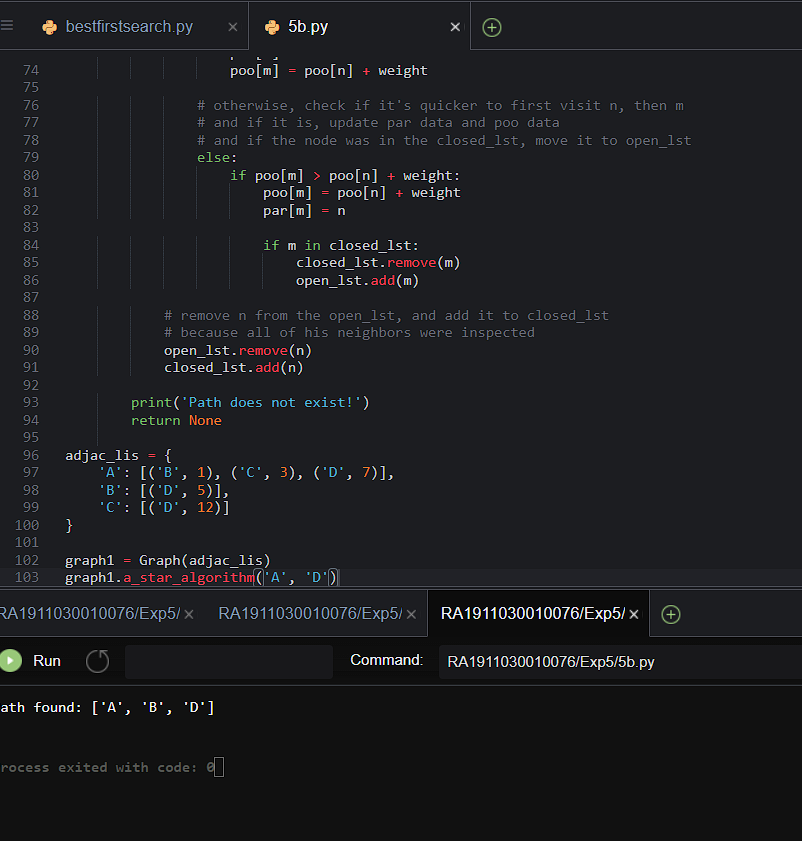 bestfirstsearch.py × 5b.py ×
74 poo[m] = poo[n] + weight
75
76 # otherwise, check if it's quicker to first visit n, then m
77 # and if it is, update par data and poo data
78 # and if the node was in the closed_lst, move it to open_lst
79 else:
80 if poo[m] > poo[n] + weight:
81 poo[m] = poo[n] + weight
82 par[m] = n
83
84 if m in closed_lst:
85 closed_lst.remove(m)
86 open_lst.add(m)
87
88 # remove n from the open_lst, and add it to closed_lst
89 # because all of his neighbors were inspected
90 open_lst.remove(n)
91 closed_lst.add(n)
92
93 print('Path does not exist!')
94 return None
95
96 adjac_lis = {
97 'A': [('B', 1), ('C', 3), ('D', 7)],
98 'B': [('D', 5)],
99 'C': [('D', 12)]
100 }
101
102 graph1 = Graph(adjac_lis)
103 graph1.a_star_algorithm('A', 'D')
RA1911030010076/Exp5/ × RA1911030010076/Exp5/ × RA1911030010076/Exp5/ ×
Run Command: RA1911030010076/Exp5/5b.py
ath found: ['A', 'B', 'D']
rocess exited with code: 0